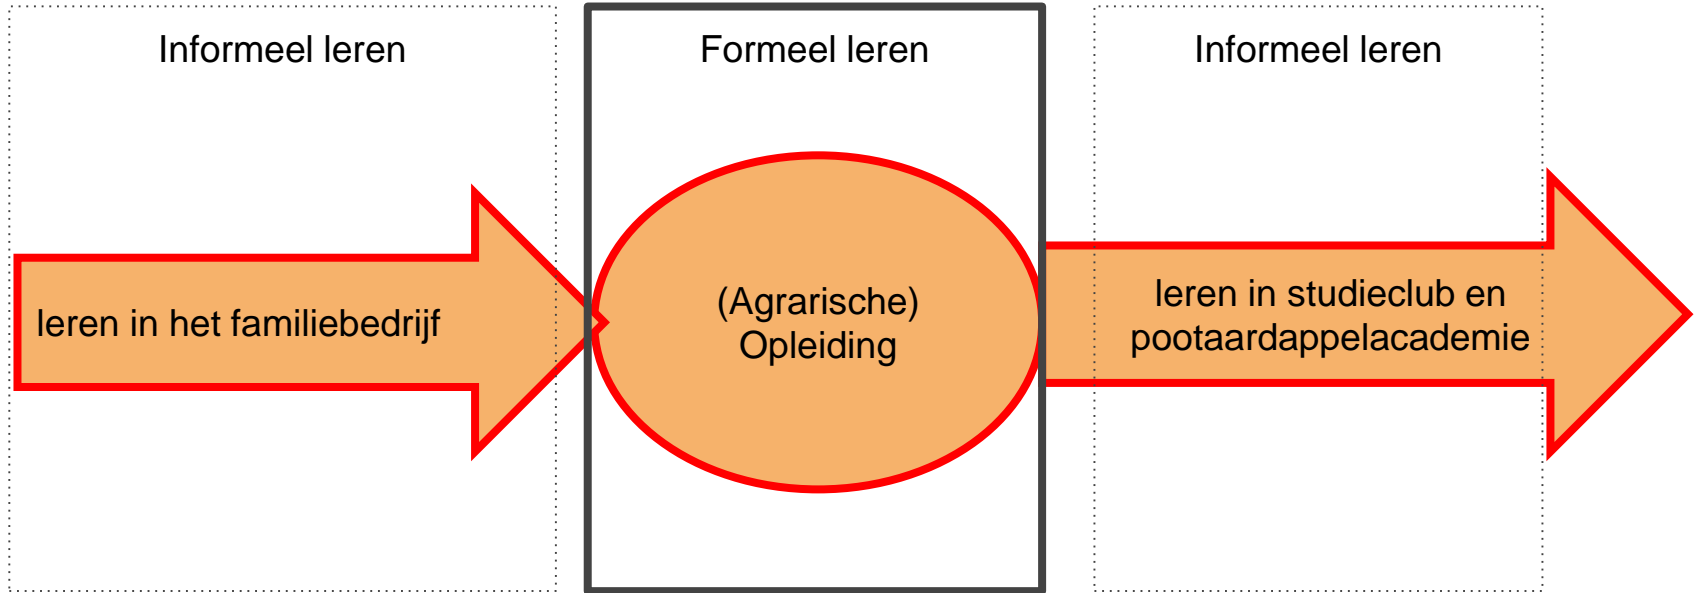 Informeel leren
Formeel leren
Informeel leren
leren in het familiebedrijf
(Agrarische)
Opleiding
leren in studieclub en
pootaardappelacademie